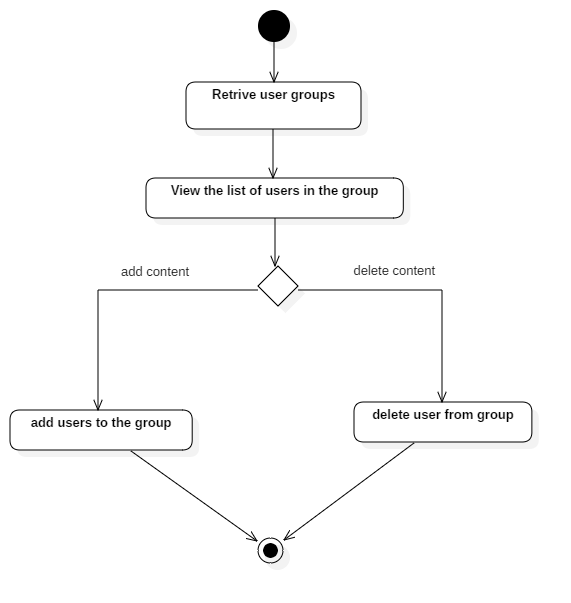 Retrive user groups
View the list of users in the group
add content
delete content
add users to the group
delete user from group